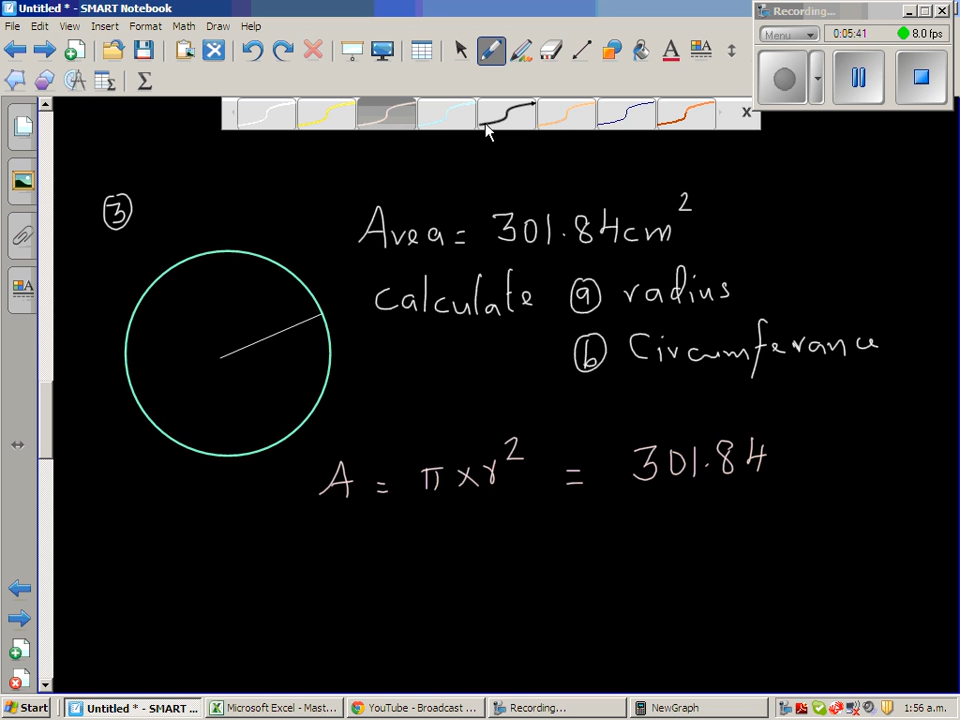 Untitled * - SMART Notebook
Recording...
File Edit View Insert Format Math Draw Help
Menu 0:05:41 8.0 fps
X
3
Area = 301.84cm²
Calculate a radius
b Circumferance
A = π x r² = 301.84
Start Untitled * - SMART ... Microsoft Excel - Mast... YouTube - Broadcast ... Recording... NewGraph 1:56 a.m.